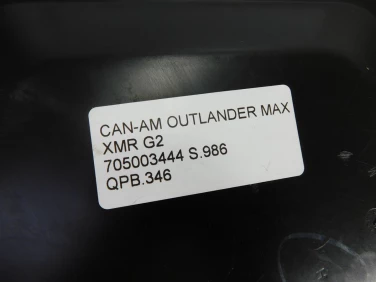 CAN-AM OUTLANDER MAX
XMR G2
705003444 S.986
QPB.346